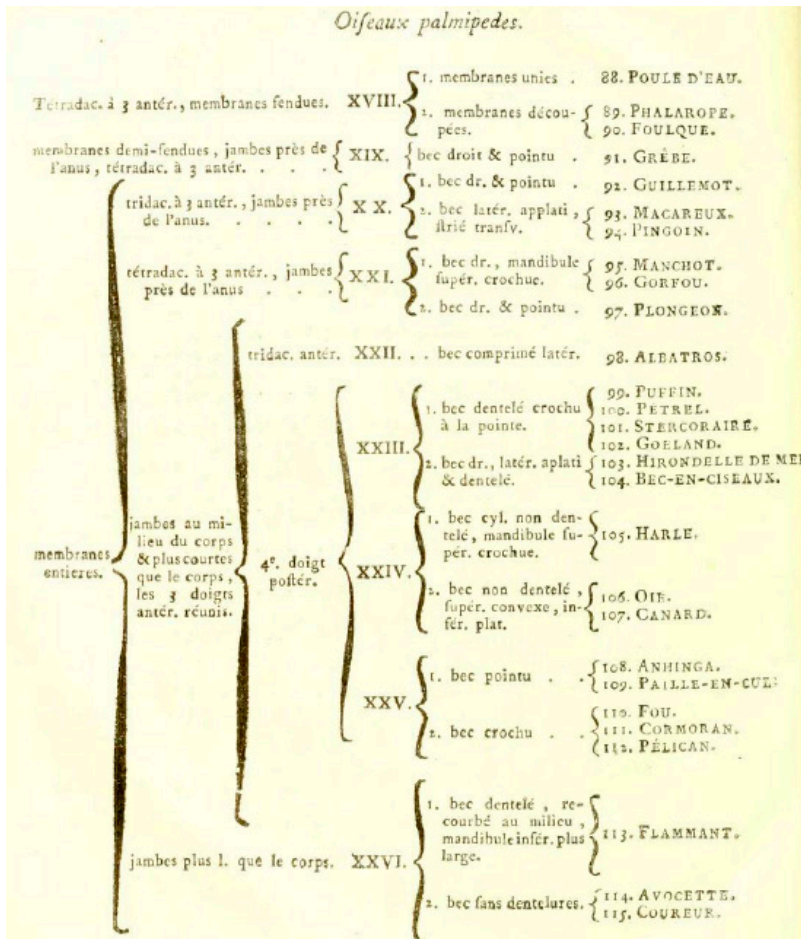 Oiſeaux palmipedes.
Tétradac. à 3 antér., membranes fendues. XVIII.
1. membranes unies . 88. POULE D'EAU.
2. membranes décou-
pées.
89. PHALAROPE.
90. FOULQUE.
membranes demi-fendues, jambes près de
l'anus, tétradac. à 3 antér. . . .
XIX. bec droit & pointu . 91. GRÈBE.
membranes
entieres.
tridac. à 3 antér., jambes près
de l'anus. . . . .
XX.
1. bec dr. & pointu . 92. GUILLEMOT.
2. bec latér. applati,
ſtrié tranſv.
93. MACAREUX.
94. PINGOIN.
tétradac. à 3 antér., jambes
près de l'anus . . .
XXI.
1. bec dr., mandibule
ſupér. crochue.
95. MANCHOT.
96. GORFOU.
2. bec dr. & pointu . 97. PLONGEON.
jambes au mi-
lieu du corps
& plus courtes
que le corps,
les 3 doigts
antér. réunis.
tridac. antér. XXII. . . bec comprimé latér. 98. ALBATROS.
4e. doigt
poſtér.
XXIII.
1. bec dentelé crochu
à la pointe.
99. PUFFIN.
100. PETREL.
101. STERCORAIRE.
102. GOELAND.
2. bec dr., latér. aplati
& dentelé.
103. HIRONDELLE DE MER
104. BEC-EN-CISEAUX.
XXIV.
1. bec cyl. non den-
telé, mandibule ſu-
pér. crochue.
105. HARLE.
2. bec non dentelé,
ſupér. convexe, in-
fér. plat.
106. OIE.
107. CANARD.
XXV.
1. bec pointu . .
108. ANHINGA.
109. PAILLE-EN-CUL.
2. bec crochu . .
110. FOU.
111. CORMORAN.
112. PÉLICAN.
jambes plus l. que le corps. XXVI.
1. bec dentelé, re-
courbé au milieu,
mandibule infér. plus
large.
113. FLAMMANT.
2. bec ſans dentelures.
114. AVOCETTE.
115. COUREUR.